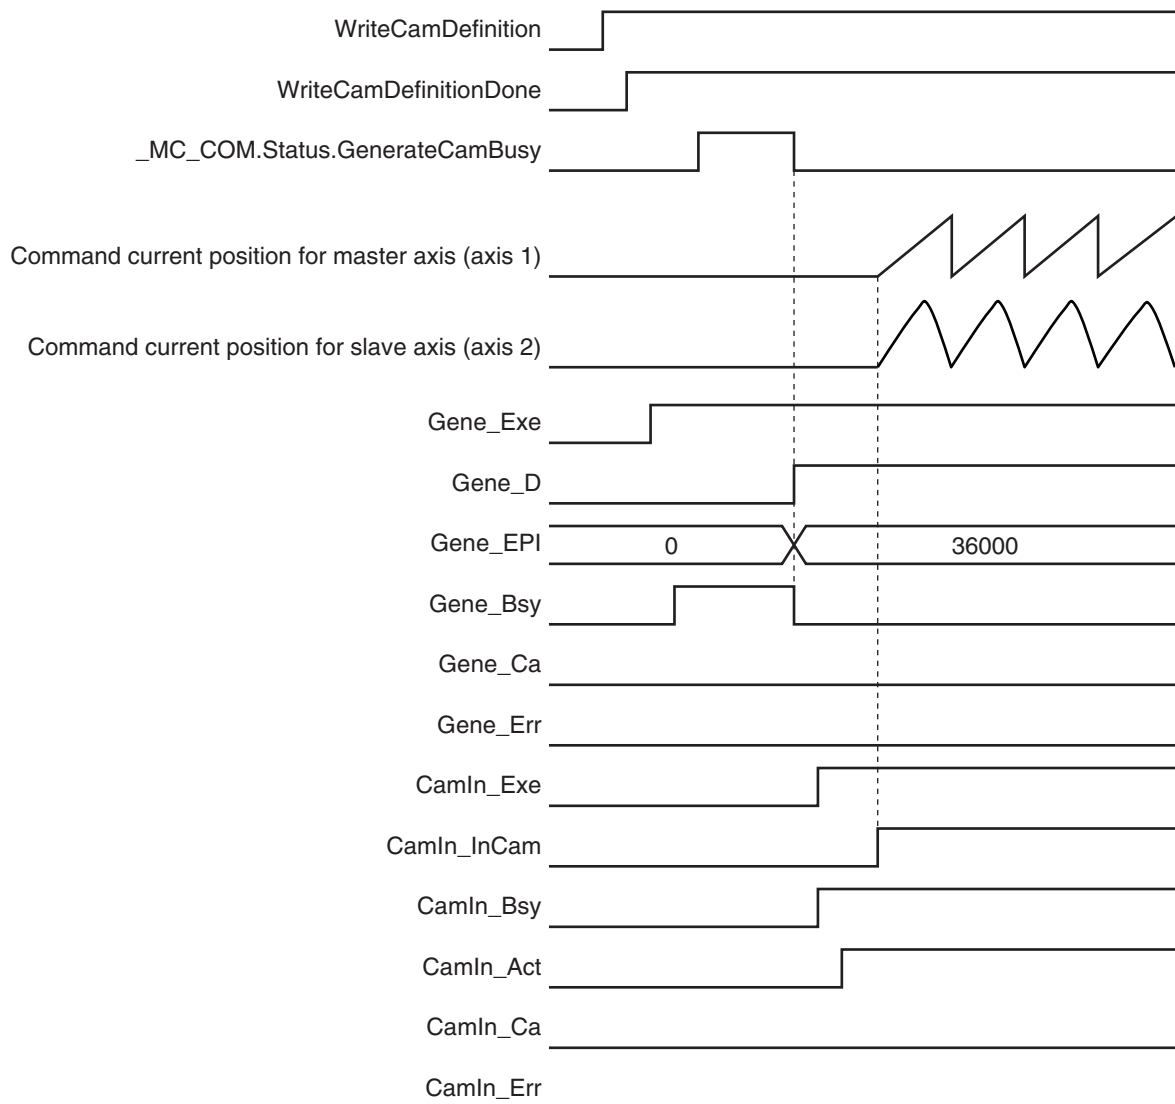 WriteCamDefinition
WriteCamDefinitionDone
_MC_COM.Status.GenerateCamBusy
Command current position for master axis (axis 1)
Command current position for slave axis (axis 2)
Gene_Exe
Gene_D
Gene_EPI 0 36000
Gene_Bsy
Gene_Ca
Gene_Err
CamIn_Exe
CamIn_InCam
CamIn_Bsy
CamIn_Act
CamIn_Ca
CamIn_Err